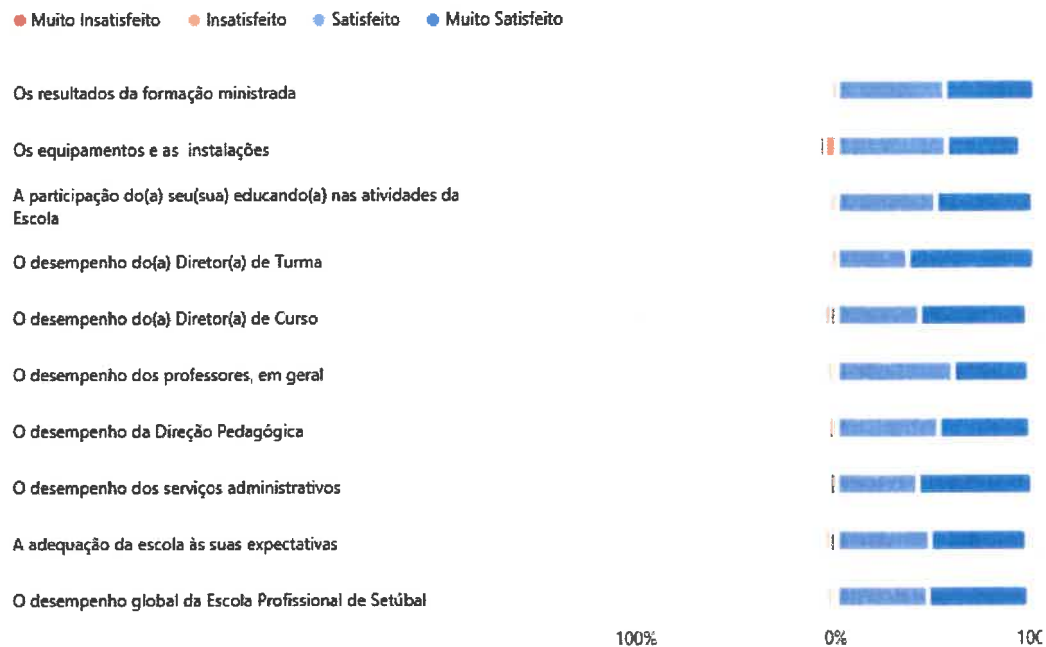 Muito Insatisfeito Insatisfeito Satisfeito Muito Satisfeito
Os resultados da formação ministrada
Os equipamentos e as instalações
A participação do(a) seu(sua) educando(a) nas atividades da
Escola
O desempenho do(a) Diretor(a) de Turma
O desempenho do(a) Diretor(a) de Curso
O desempenho dos professores, em geral
O desempenho da Direção Pedagógica
O desempenho dos serviços administrativos
A adequação da escola às suas expectativas
O desempenho global da Escola Profissional de Setúbal
100% 0% 100